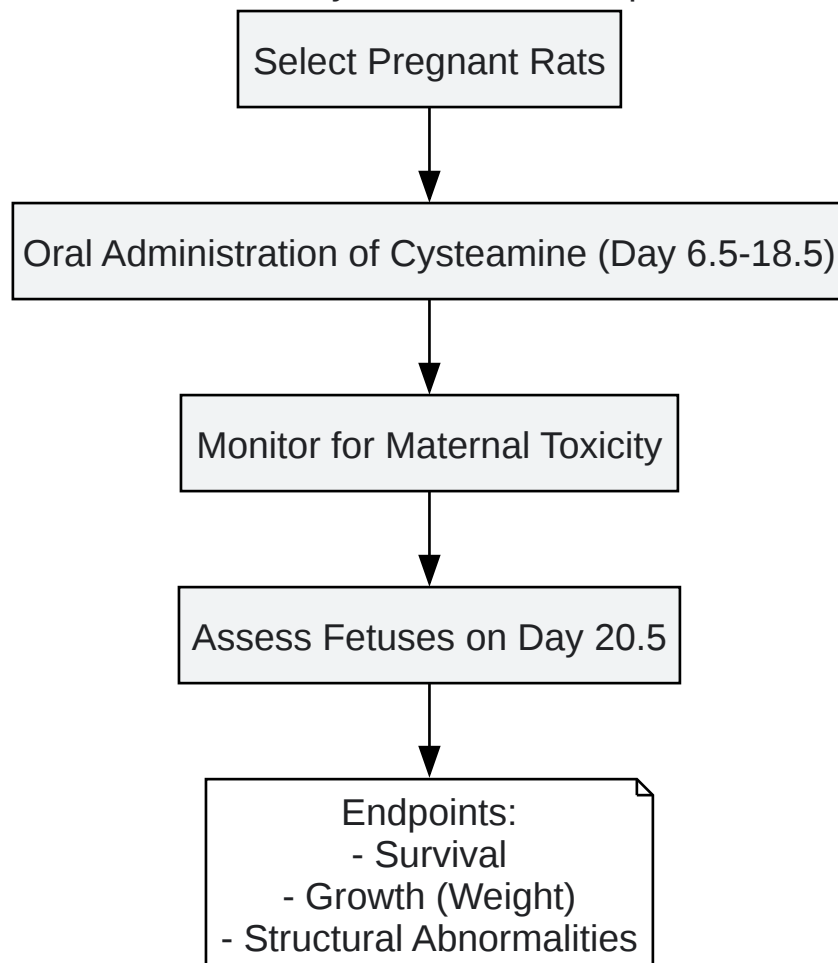 Select Pregnant Rats
Oral Administration of Cysteamine (Day 6.5-18.5)
Monitor for Maternal Toxicity
Assess Fetuses on Day 20.5
Endpoints:
- Survival
- Growth (Weight)
- Structural Abnormalities